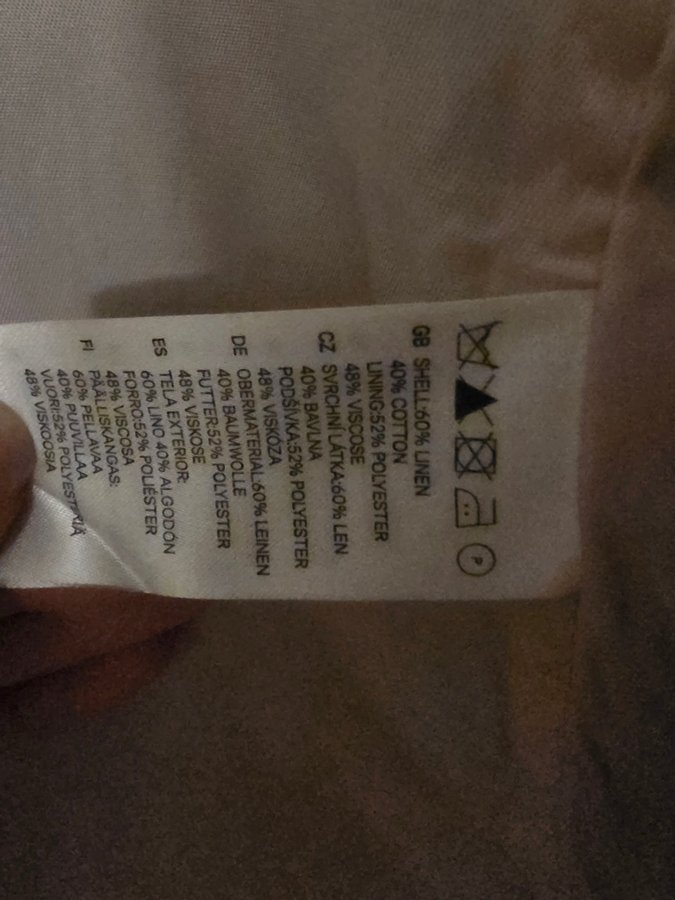 P
GB SHELL:60% LINEN
40% COTTON
LINING:52% POLYESTER
48% VISCOSE
CZ SVRCHNÍ LÁTKA:60% LEN
40% BAVLNA
PODŠÍVKA:52% POLYESTER
48% VISKÓZA
DE OBERMATERIAL:60% LEINEN
40% BAUMWOLLE
FUTTER:52% POLYESTER
48% VISKOSE
ES TELA EXTERIOR:
60% LINO 40% ALGODÓN
FORRO:52% POLIÉSTER
48% VISCOSA
FI PÄÄLLISKANGAS:
60% PELLAVAA
40% PUUVILLAA
VUORI:52% POLYESTERIÄ
48% VISKOOSIA